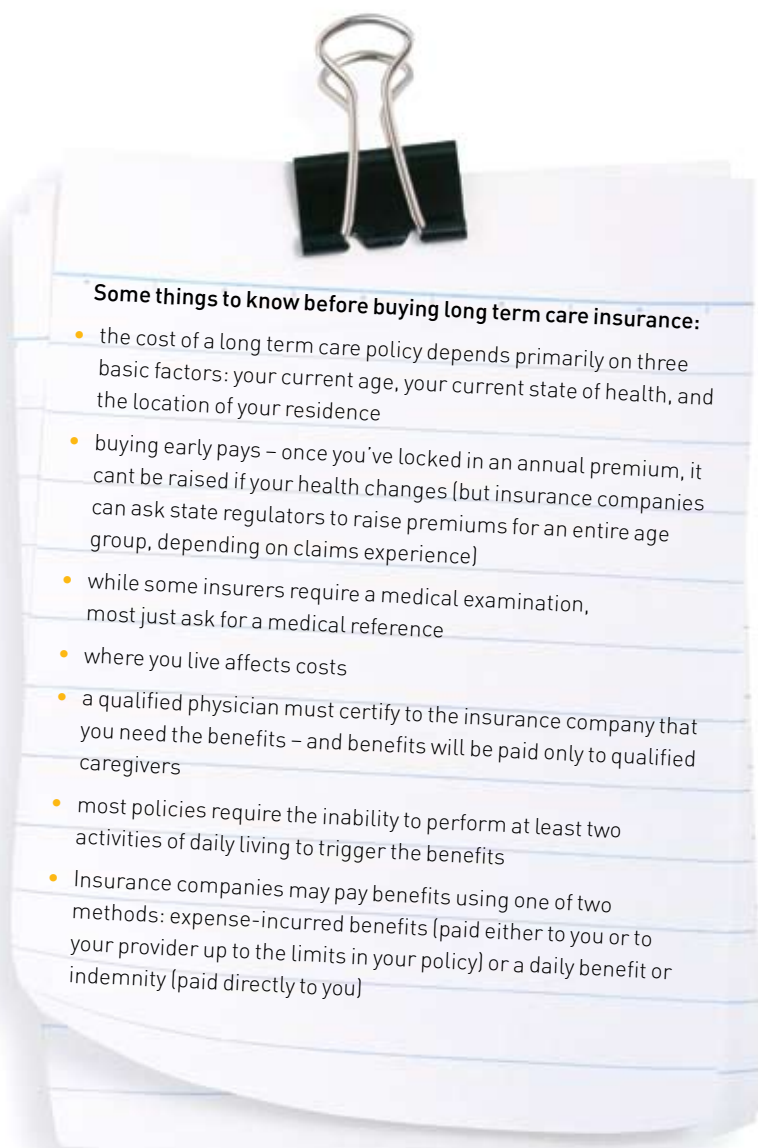 Some things to know before buying long term care insurance:
• the cost of a long term care policy depends primarily on three
basic factors: your current age, your current state of health, and
the location of your residence
• buying early pays – once you've locked in an annual premium, it
cant be raised if your health changes (but insurance companies
can ask state regulators to raise premiums for an entire age
group, depending on claims experience)
• while some insurers require a medical examination,
most just ask for a medical reference
• where you live affects costs
• a qualified physician must certify to the insurance company that
you need the benefits – and benefits will be paid only to qualified
caregivers
• most policies require the inability to perform at least two
activities of daily living to trigger the benefits
• Insurance companies may pay benefits using one of two
methods: expense-incurred benefits (paid either to you or to
your provider up to the limits in your policy) or a daily benefit or
indemnity (paid directly to you)